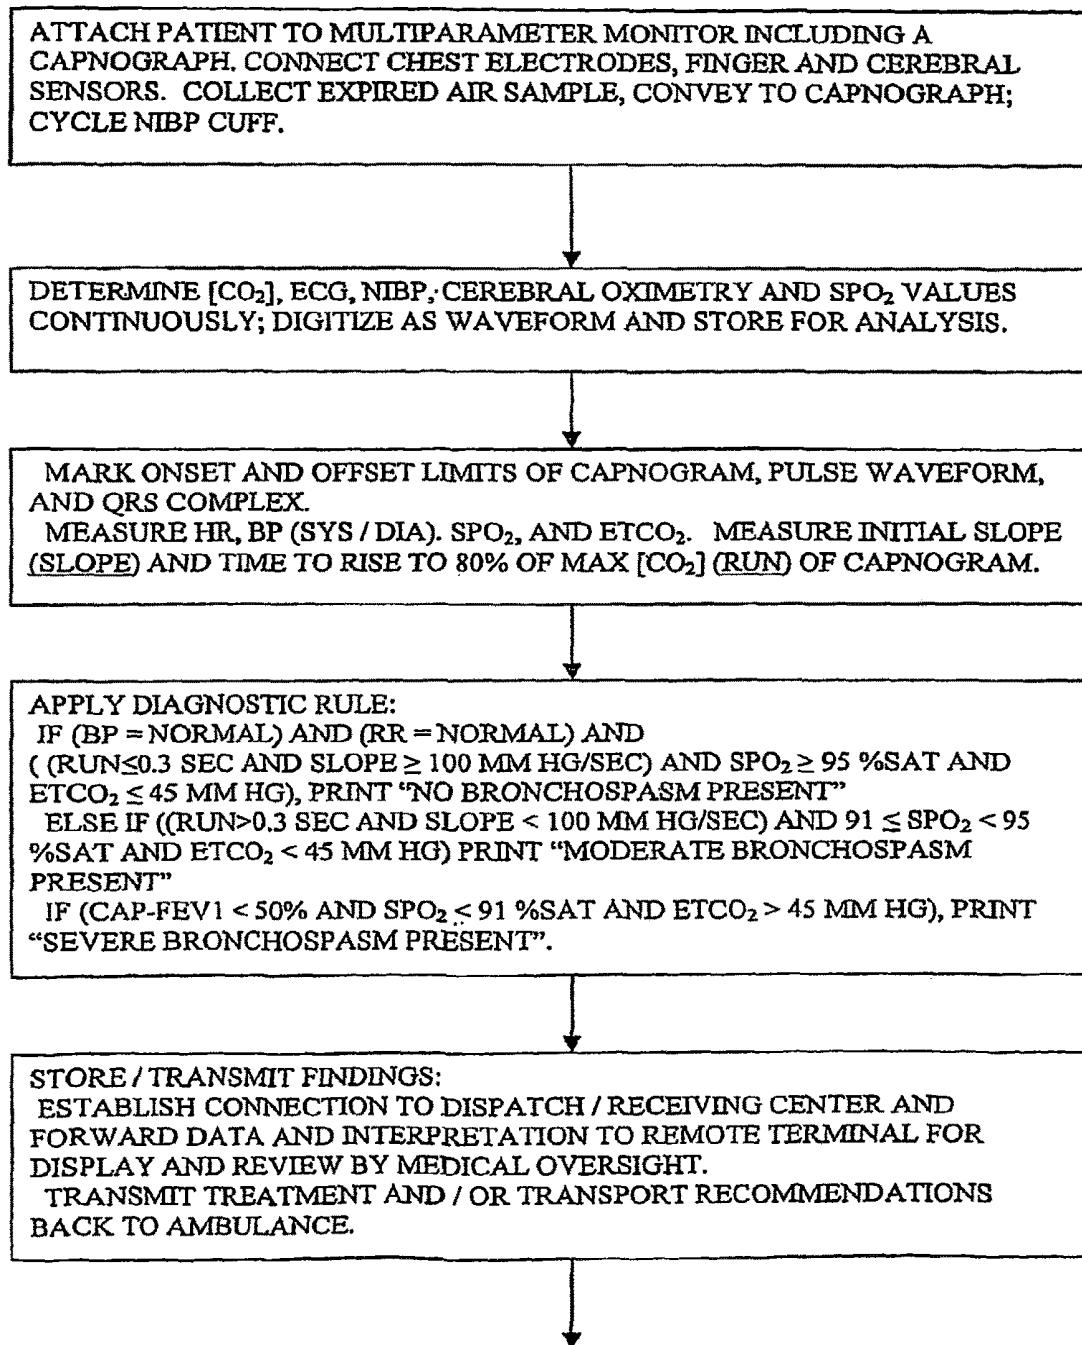 ATTACH PATIENT TO MULTIPARAMETER MONITOR INCLUDING A
CAPNOGRAPH. CONNECT CHEST ELECTRODES, FINGER AND CEREBRAL
SENSORS. COLLECT EXPIRED AIR SAMPLE, CONVEY TO CAPNOGRAPH;
CYCLE NIBP CUFF.
DETERMINE [CO₂], ECG, NIBP, CEREBRAL OXIMETRY AND SPO₂ VALUES
CONTINUOUSLY; DIGITIZE AS WAVEFORM AND STORE FOR ANALYSIS.
MARK ONSET AND OFFSET LIMITS OF CAPNOGRAM, PULSE WAVEFORM,
AND QRS COMPLEX.
MEASURE HR, BP (SYS / DIA). SPO₂, AND ETCO₂. MEASURE INITIAL SLOPE
(SLOPE) AND TIME TO RISE TO 80% OF MAX [CO₂] (RUN) OF CAPNOGRAM.
APPLY DIAGNOSTIC RULE:
IF (BP = NORMAL) AND (RR = NORMAL) AND
( (RUN≤0.3 SEC AND SLOPE ≥ 100 MM HG/SEC) AND SPO₂ ≥ 95 %SAT AND
ETCO₂ ≤ 45 MM HG), PRINT “NO BRONCHOSPASM PRESENT”
ELSE IF ((RUN>0.3 SEC AND SLOPE < 100 MM HG/SEC) AND 91 ≤ SPO₂ < 95
%SAT AND ETCO₂ < 45 MM HG) PRINT “MODERATE BRONCHOSPASM
PRESENT”
IF (CAP-FEV1 < 50% AND SPO₂ < 91 %SAT AND ETCO₂ > 45 MM HG), PRINT
“SEVERE BRONCHOSPASM PRESENT”.
STORE / TRANSMIT FINDINGS:
ESTABLISH CONNECTION TO DISPATCH / RECEIVING CENTER AND
FORWARD DATA AND INTERPRETATION TO REMOTE TERMINAL FOR
DISPLAY AND REVIEW BY MEDICAL OVERSIGHT.
TRANSMIT TREATMENT AND / OR TRANSPORT RECOMMENDATIONS
BACK TO AMBULANCE.